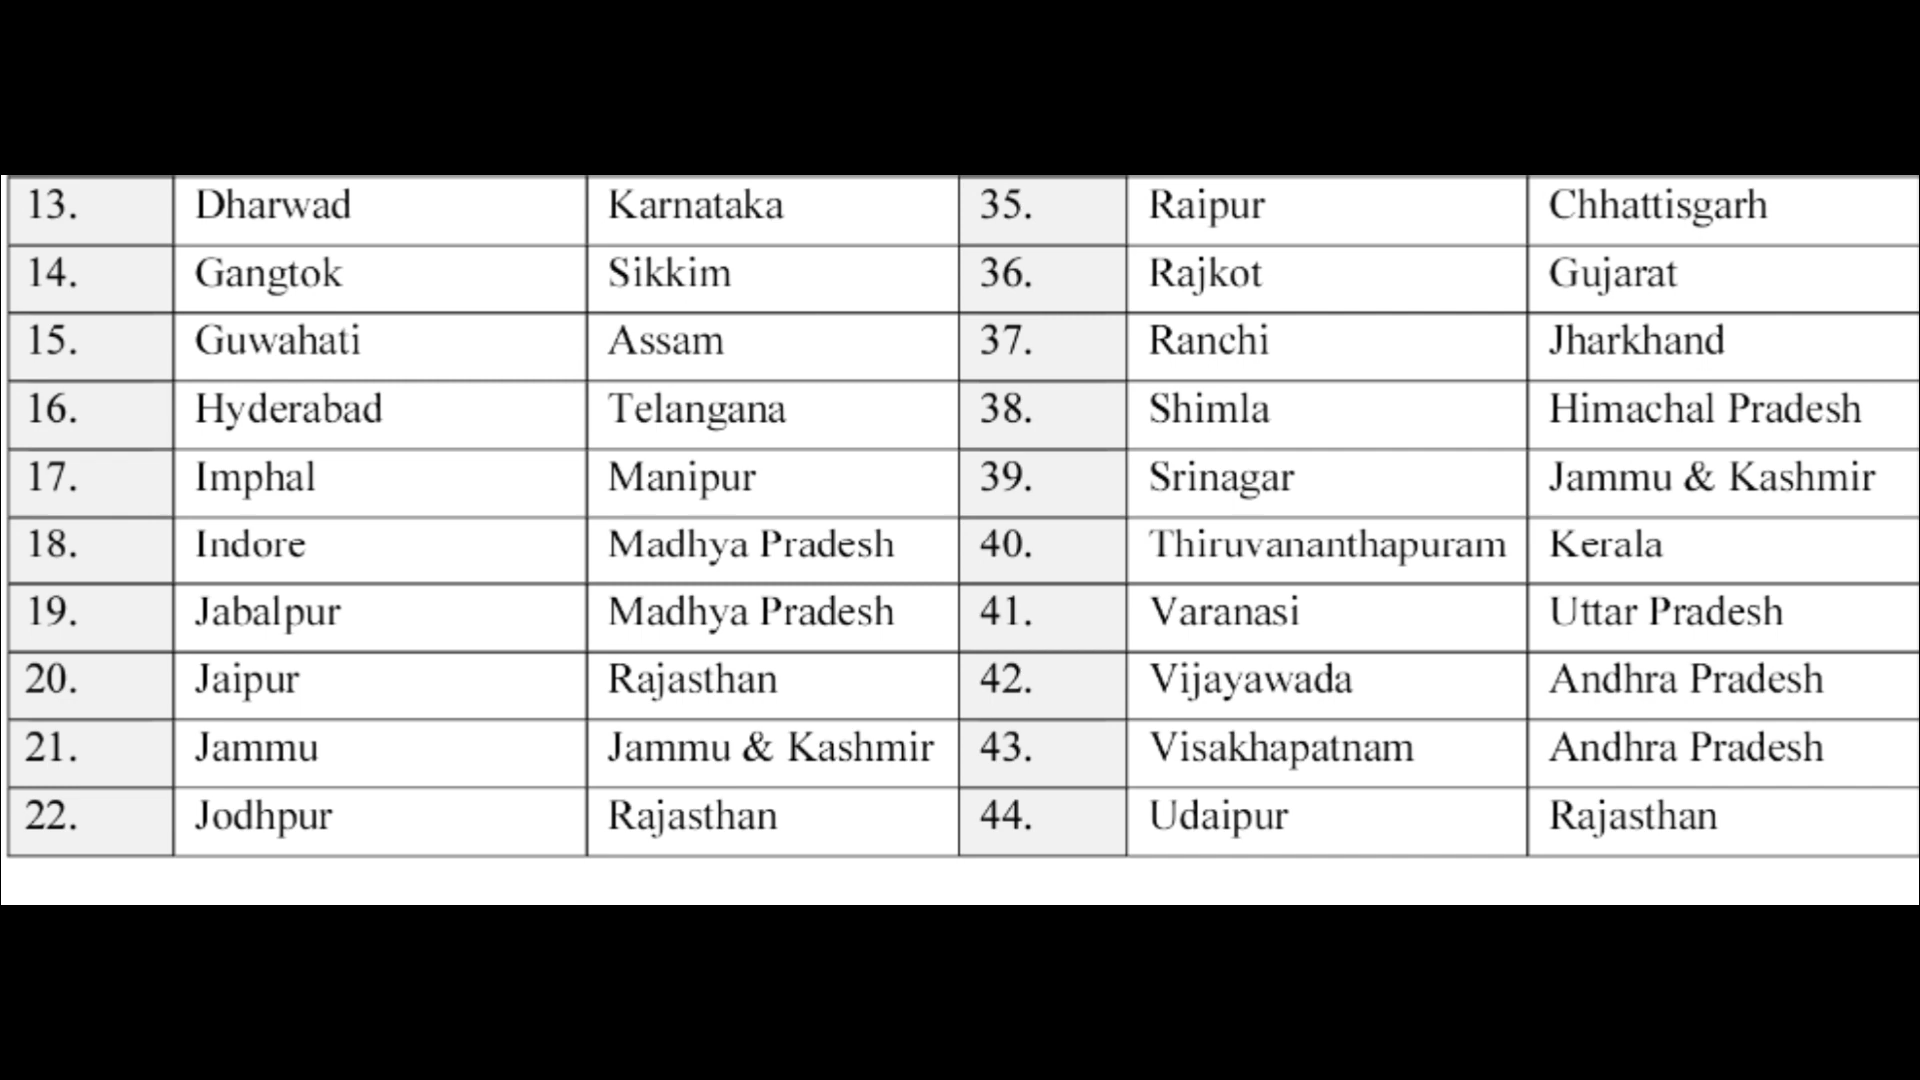 13. Dharwad Karnataka 35. Raipur Chhattisgarh
14. Gangtok Sikkim 36. Rajkot Gujarat
15. Guwahati Assam 37. Ranchi Jharkhand
16. Hyderabad Telangana 38. Shimla Himachal Pradesh
17. Imphal Manipur 39. Srinagar Jammu & Kashmir
18. Indore Madhya Pradesh 40. Thiruvananthapuram Kerala
19. Jabalpur Madhya Pradesh 41. Varanasi Uttar Pradesh
20. Jaipur Rajasthan 42. Vijayawada Andhra Pradesh
21. Jammu Jammu & Kashmir 43. Visakhapatnam Andhra Pradesh
22. Jodhpur Rajasthan 44. Udaipur Rajasthan